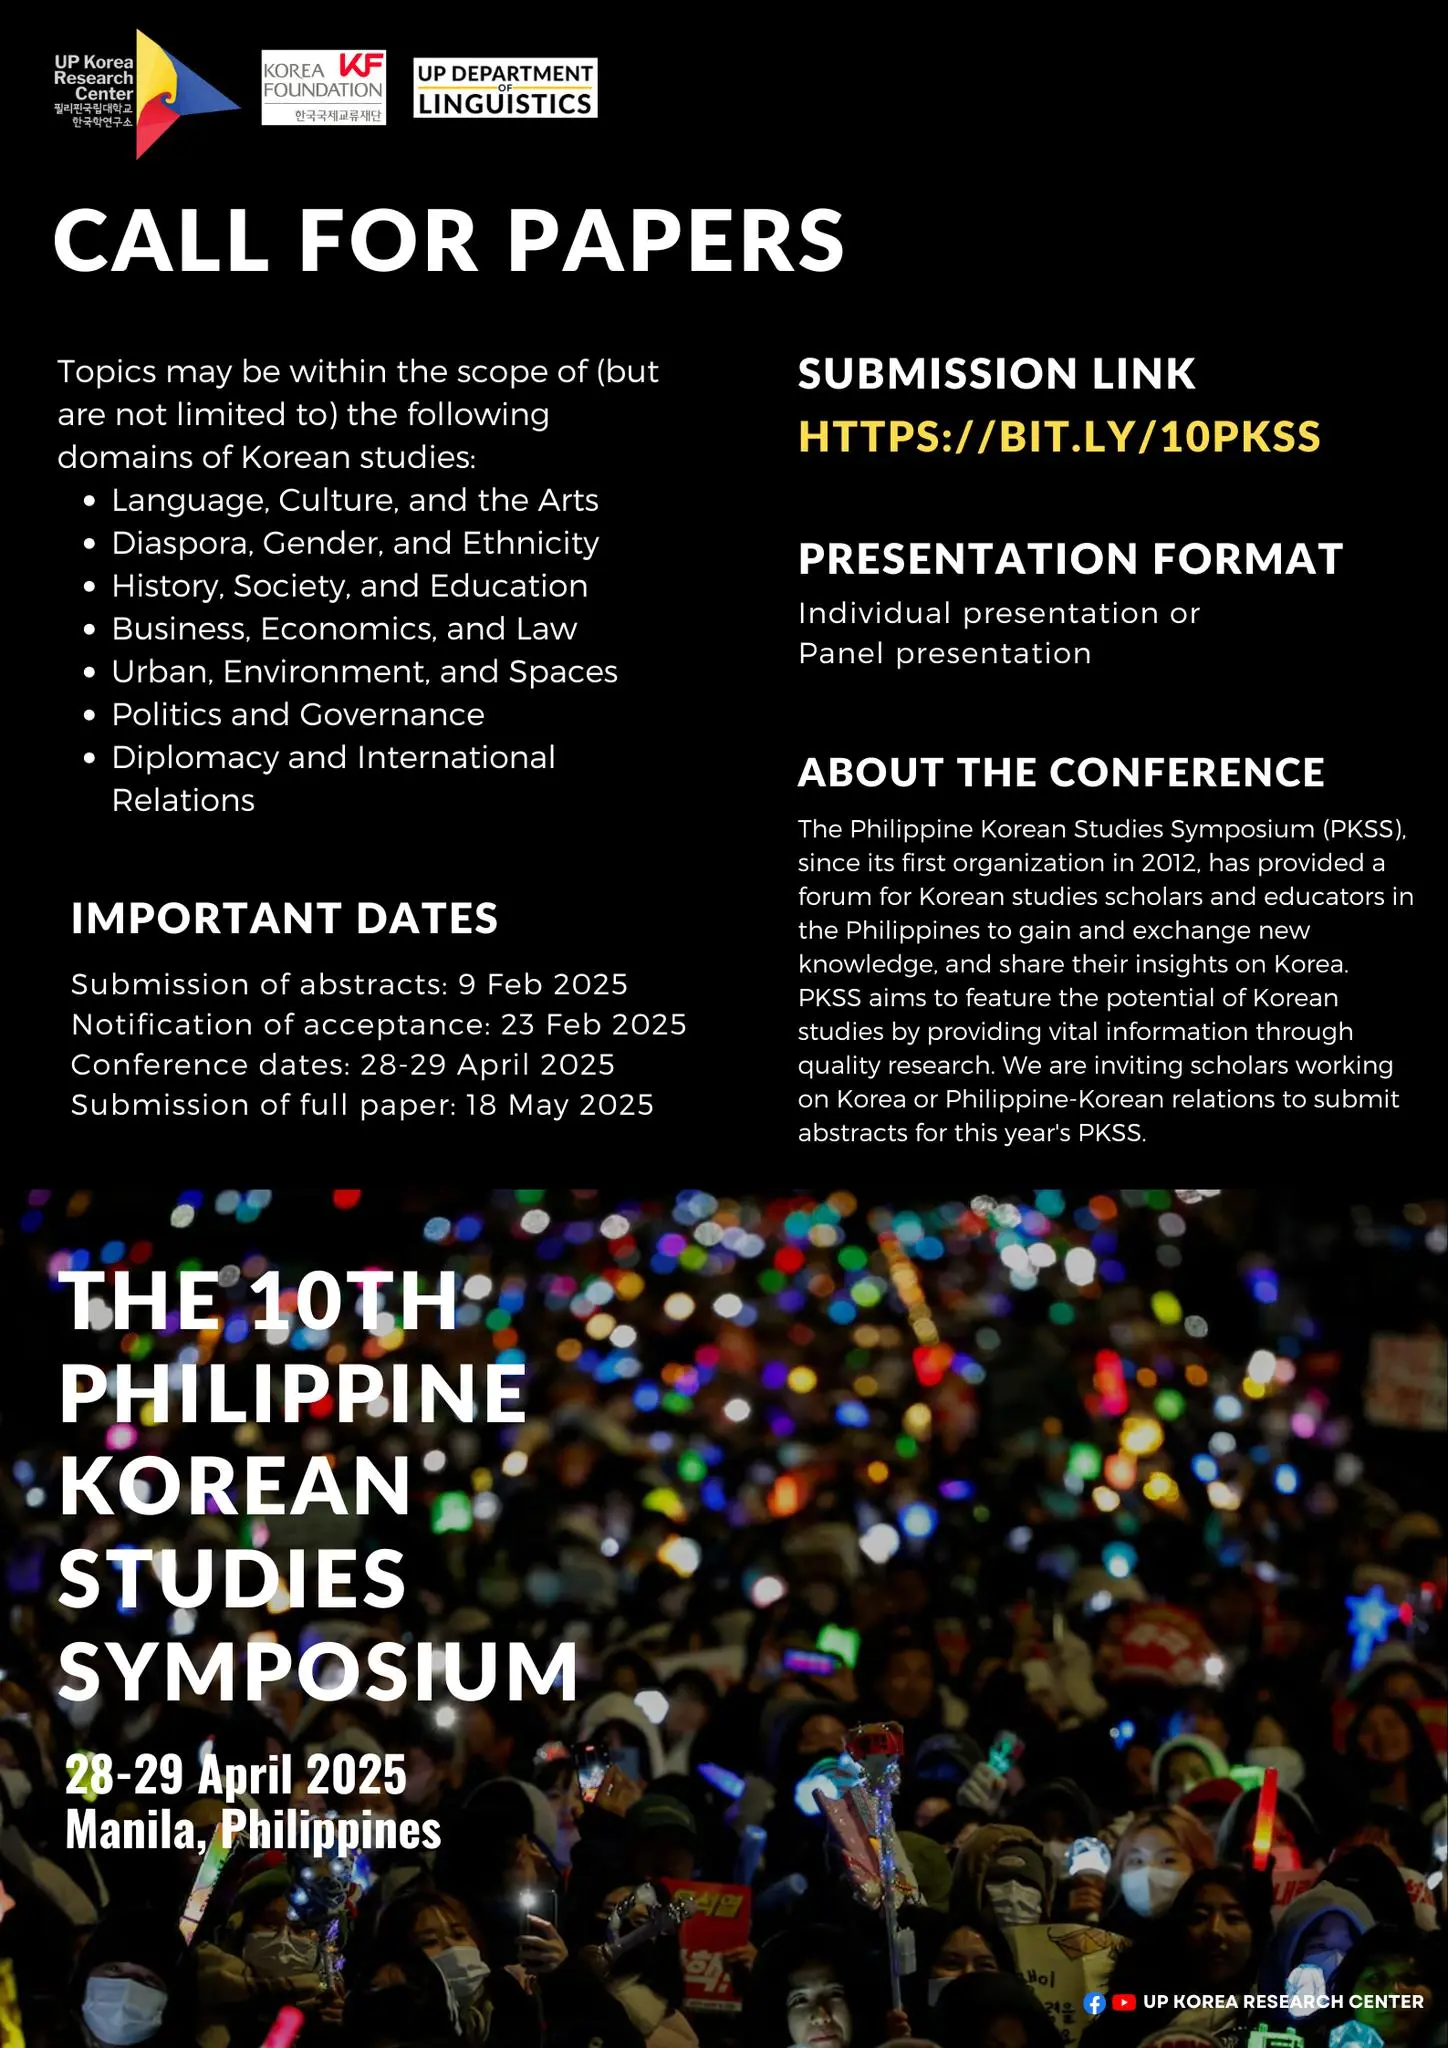 UP Korea
Research
Center
필리핀국립대학교
한국학연구소
KOREA KF
FOUNDATION
한국국제교류재단
UP DEPARTMENT
OF
LINGUISTICS
CALL FOR PAPERS
Topics may be within the scope of (but
are not limited to) the following
domains of Korean studies:
• Language, Culture, and the Arts
• Diaspora, Gender, and Ethnicity
• History, Society, and Education
• Business, Economics, and Law
• Urban, Environment, and Spaces
• Politics and Governance
• Diplomacy and International
Relations
IMPORTANT DATES
Submission of abstracts: 9 Feb 2025
Notification of acceptance: 23 Feb 2025
Conference dates: 28-29 April 2025
Submission of full paper: 18 May 2025
SUBMISSION LINK
HTTPS://BIT.LY/10PKSS
PRESENTATION FORMAT
Individual presentation or
Panel presentation
ABOUT THE CONFERENCE
The Philippine Korean Studies Symposium (PKSS),
since its first organization in 2012, has provided a
forum for Korean studies scholars and educators in
the Philippines to gain and exchange new
knowledge, and share their insights on Korea.
PKSS aims to feature the potential of Korean
studies by providing vital information through
quality research. We are inviting scholars working
on Korea or Philippine-Korean relations to submit
abstracts for this year's PKSS.
THE 10TH
PHILIPPINE
KOREAN
STUDIES
SYMPOSIUM
28-29 April 2025
Manila, Philippines
UP KOREA RESEARCH CENTER